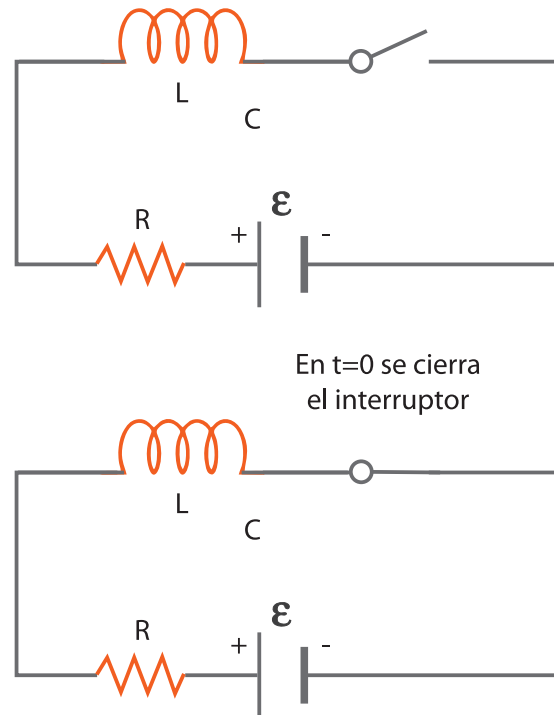 L
C
ε
R
+
-
En t=0 se cierra
el interruptor
L
C
ε
R
+
-